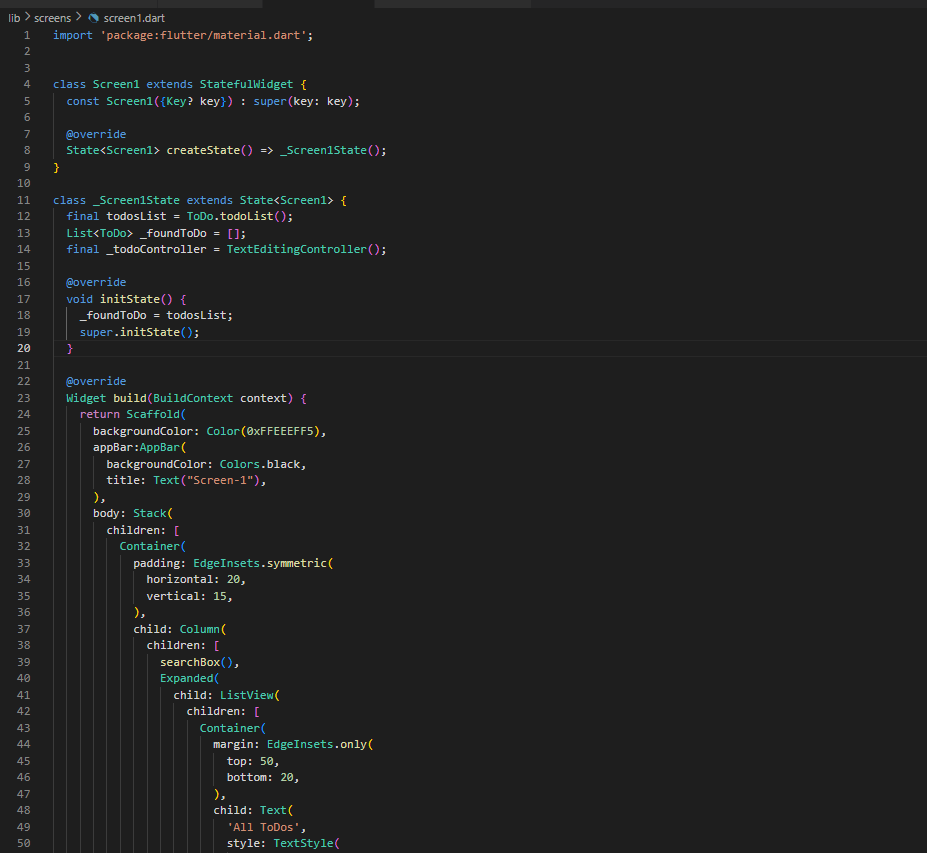 lib > screens > screen1.dart
1 import 'package:flutter/material.dart';
2
3
4 class Screen1 extends StatefulWidget {
5   const Screen1({Key? key}) : super(key: key);
6
7   @override
8   State<Screen1> createState() => _Screen1State();
9 }
10
11 class _Screen1State extends State<Screen1> {
12   final todosList = ToDo.todoList();
13   List<ToDo> _foundToDo = [];
14   final _todoController = TextEditingController();
15
16   @override
17   void initState() {
18     _foundToDo = todosList;
19     super.initState();
20   }
21
22   @override
23   Widget build(BuildContext context) {
24     return Scaffold(
25       backgroundColor: Color(0xFFEEEFF5),
26       appBar:AppBar(
27         backgroundColor: Colors.black,
28         title: Text("Screen-1"),
29       ),
30       body: Stack(
31         children: [
32           Container(
33             padding: EdgeInsets.symmetric(
34               horizontal: 20,
35               vertical: 15,
36             ),
37             child: Column(
38               children: [
39                 searchBox(),
40                 Expanded(
41                   child: ListView(
42                     children: [
43                       Container(
44                         margin: EdgeInsets.only(
45                           top: 50,
46                           bottom: 20,
47                         ),
48                         child: Text(
49                           'All ToDos',
50                           style: TextStyle(